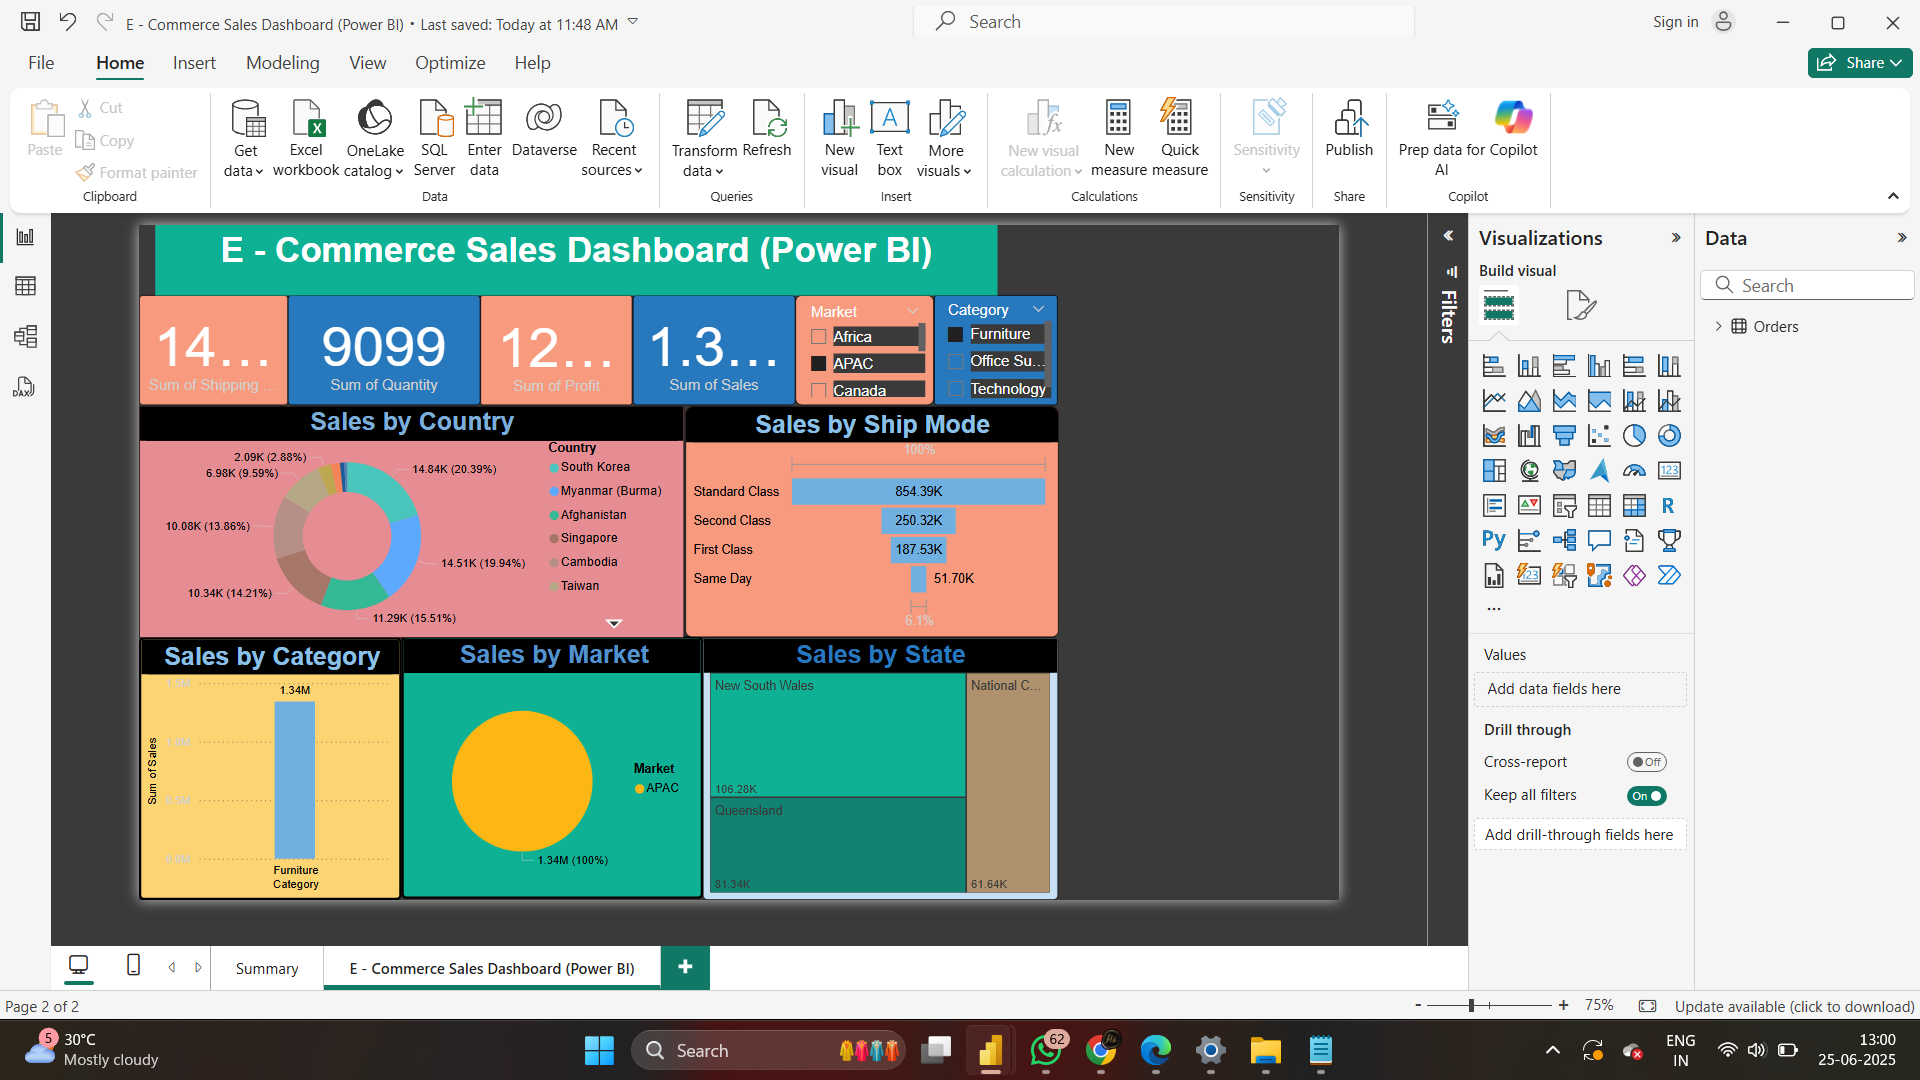 E - Commerce Sales Dashboard (Power BI) • Last saved: Today at 11:48 AM
Search
Sign in
File
Home
Insert
Modeling
View
Optimize
Help
Share
Paste
Cut
Copy
Format painter
Clipboard
Get data
Excel workbook
OneLake catalog
SQL Server
Enter data
Dataverse
Recent sources
Data
Transform data
Refresh
Queries
New visual
Text box
More visuals
Insert
New visual calculation
New measure
Quick measure
Calculations
Sensitivity
Sensitivity
Publish
Share
Prep data for AI
Copilot
Copilot
E - Commerce Sales Dashboard (Power BI)
14...
Sum of Shipping ...
9099
Sum of Quantity
12...
Sum of Profit
1.3...
Sum of Sales
Market
Africa
APAC
Canada
Category
Furniture
Office Su...
Technology
Sales by Country
2.09K (2.88%)
6.98K (9.59%)
10.08K (13.86%)
10.34K (14.21%)
14.84K (20.39%)
14.51K (19.94%)
11.29K (15.51%)
Country
South Korea
Myanmar (Burma)
Afghanistan
Singapore
Cambodia
Taiwan
Sales by Ship Mode
100%
Standard Class 854.39K
Second Class 250.32K
First Class 187.53K
Same Day 51.70K
6.1%
Sales by Category
Sum of Sales
1.5M
1.0M
0.5M
0.0M
1.34M
Furniture
Category
Sales by Market
Market
APAC
1.34M (100%)
Sales by State
New South Wales
106.28K
Queensland
81.34K
National C...
61.64K
Filters
Visualizations
Build visual
123
R
Py
123
...
Values
Add data fields here
Drill through
Cross-report
Off
Keep all filters
On
Add drill-through fields here
Data
Search
Orders
DAX
Summary
E - Commerce Sales Dashboard (Power BI)
Page 2 of 2
- + 75%
Update available (click to download)
5
30°C
Mostly cloudy
Search
62
ENG
IN
13:00
25-06-2025